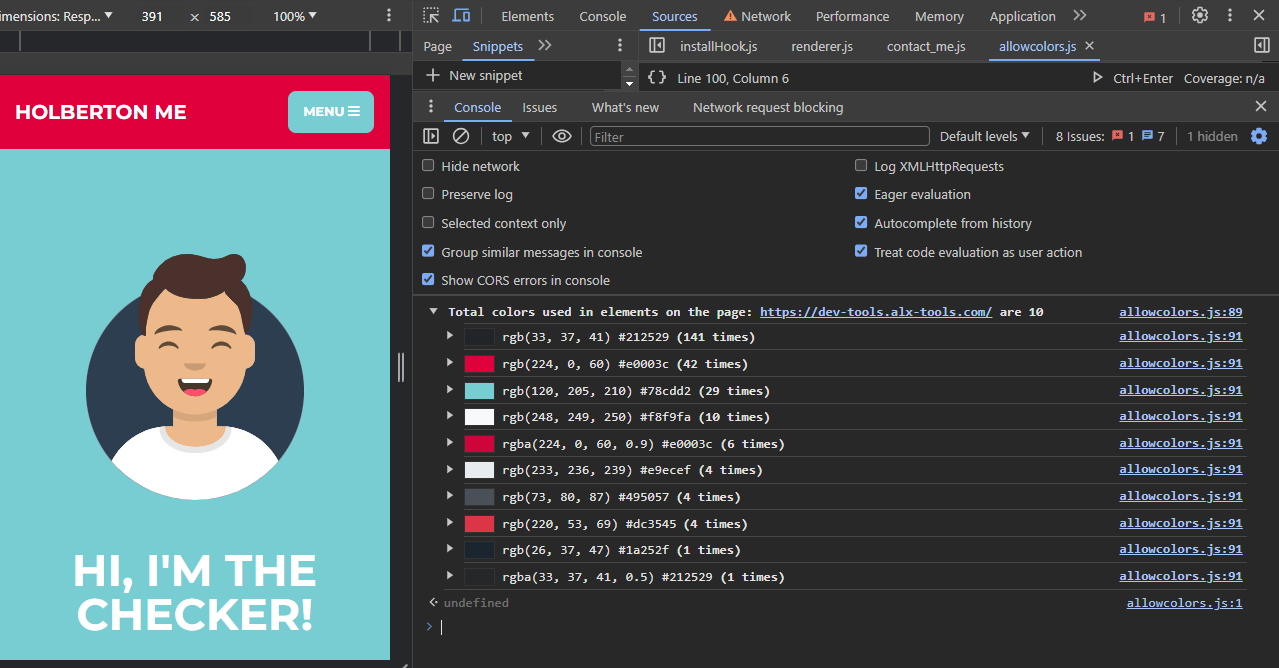 imensions: Resp... ▼ 391 × 585 100% ▼
Elements Console Sources Network Performance Memory Application 1
Page Snippets installHook.js renderer.js contact_me.js allowcolors.js
New snippet
{} Line 100, Column 6 Ctrl+Enter Coverage: n/a
Console Issues What's new Network request blocking
top ▼ Filter Default levels ▼ 8 Issues: 1 7 1 hidden
Hide network
Log XMLHttpRequests
Preserve log
Eager evaluation
Selected context only
Autocomplete from history
Group similar messages in console
Treat code evaluation as user action
Show CORS errors in console
Total colors used in elements on the page: https://dev-tools.alx-tools.com/ are 10 allowcolors.js:89
rgb(33, 37, 41) #212529 (141 times) allowcolors.js:91
rgb(224, 0, 60) #e0003c (42 times) allowcolors.js:91
rgb(120, 205, 210) #78cdd2 (29 times) allowcolors.js:91
rgb(248, 249, 250) #f8f9fa (10 times) allowcolors.js:91
rgba(224, 0, 60, 0.9) #e0003c (6 times) allowcolors.js:91
rgb(233, 236, 239) #e9ecef (4 times) allowcolors.js:91
rgb(73, 80, 87) #495057 (4 times) allowcolors.js:91
rgb(220, 53, 69) #dc3545 (4 times) allowcolors.js:91
rgb(26, 37, 47) #1a252f (1 times) allowcolors.js:91
rgba(33, 37, 41, 0.5) #212529 (1 times) allowcolors.js:91
undefined allowcolors.js:1
HOLBERTON ME
MENU
HI, I'M THE
CHECKER!